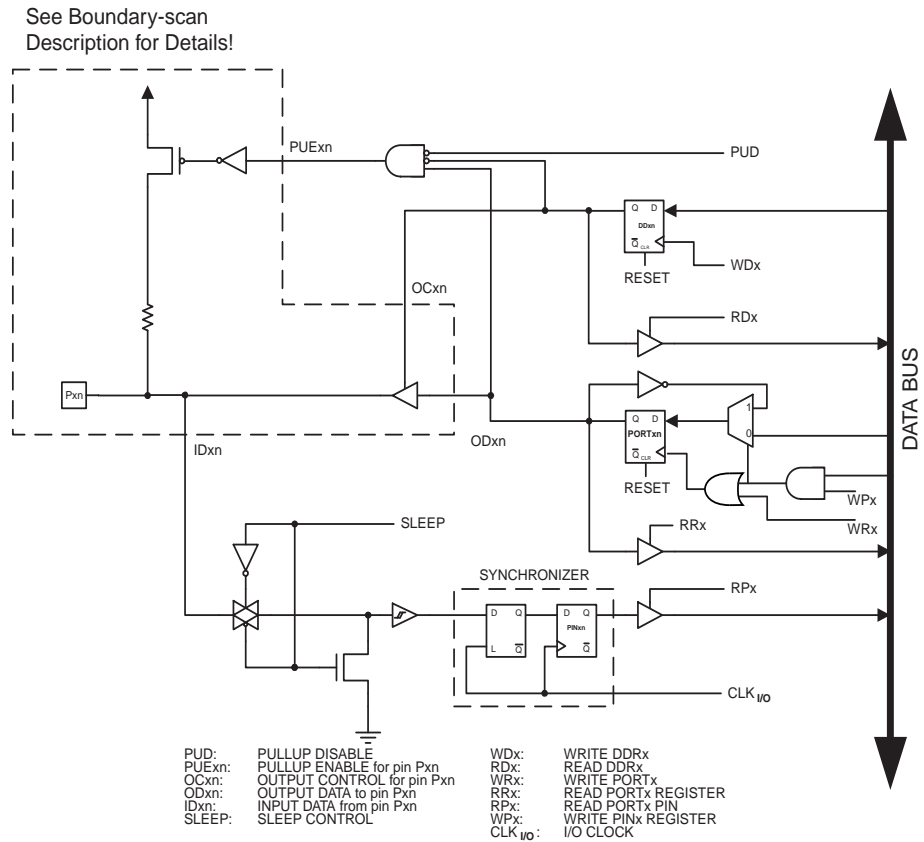 See Boundary-scan
Description for Details!
PUExn
PUD
Q D
DDxn
Q CLR
RESET
WDx
OCxn
RDx
Pxn
1
0
Q D
PORTxn
Q CLR
ODxn
IDxn
RESET
WPx
WRx
RRx
SLEEP
SYNCHRONIZER
RPx
D Q
L Q
D Q
PINxn
Q
CLK I/O
DATA BUS
PUD: PULLUP DISABLE
PUExn: PULLUP ENABLE for pin Pxn
OCxn: OUTPUT CONTROL for pin Pxn
ODxn: OUTPUT DATA to pin Pxn
IDxn: INPUT DATA from pin Pxn
SLEEP: SLEEP CONTROL
WDx: WRITE DDRx
RDx: READ DDRx
WRx: WRITE PORTx
RRx: READ PORTx REGISTER
RPx: READ PORTx PIN
WPx: WRITE PINx REGISTER
CLK I/O: I/O CLOCK